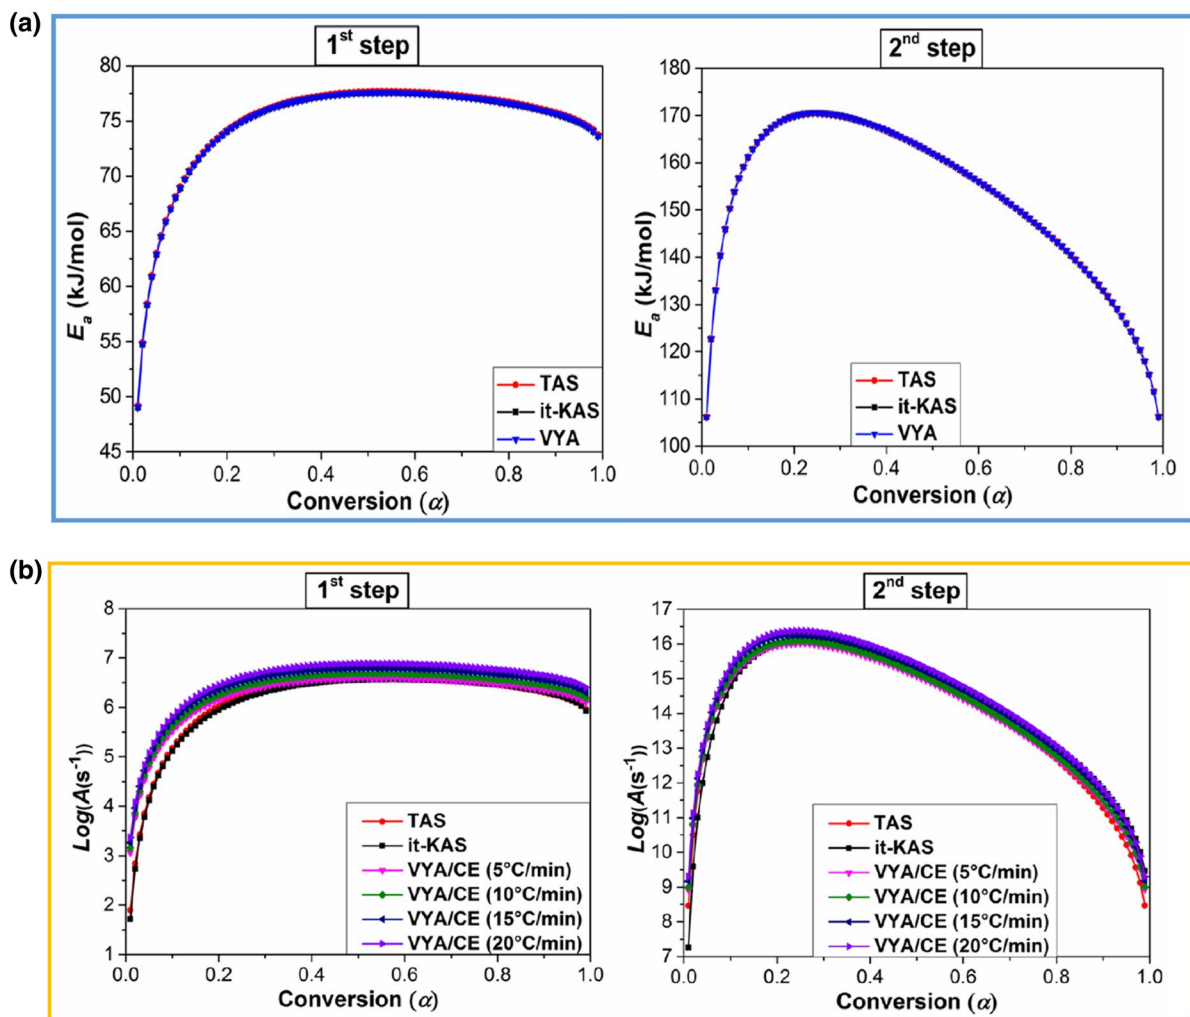 (a)
1st step
80
75
70
65
60
55
50
45
Ea (kJ/mol)
TAS
it-KAS
VYA
0.0 0.2 0.4 0.6 0.8 1.0
Conversion (α)
2nd step
180
170
160
150
140
130
120
110
100
Ea (kJ/mol)
TAS
it-KAS
VYA
0.0 0.2 0.4 0.6 0.8 1.0
Conversion (α)
(b)
1st step
8
7
6
5
4
3
2
1
Log(A(s-1))
TAS
it-KAS
VYA/CE (5°C/min)
VYA/CE (10°C/min)
VYA/CE (15°C/min)
VYA/CE (20°C/min)
0.0 0.2 0.4 0.6 0.8 1.0
Conversion (α)
2nd step
17
16
15
14
13
12
11
10
9
8
7
Log(A(s-1))
TAS
it-KAS
VYA/CE (5°C/min)
VYA/CE (10°C/min)
VYA/CE (15°C/min)
VYA/CE (20°C/min)
0.0 0.2 0.4 0.6 0.8 1.0
Conversion (α)